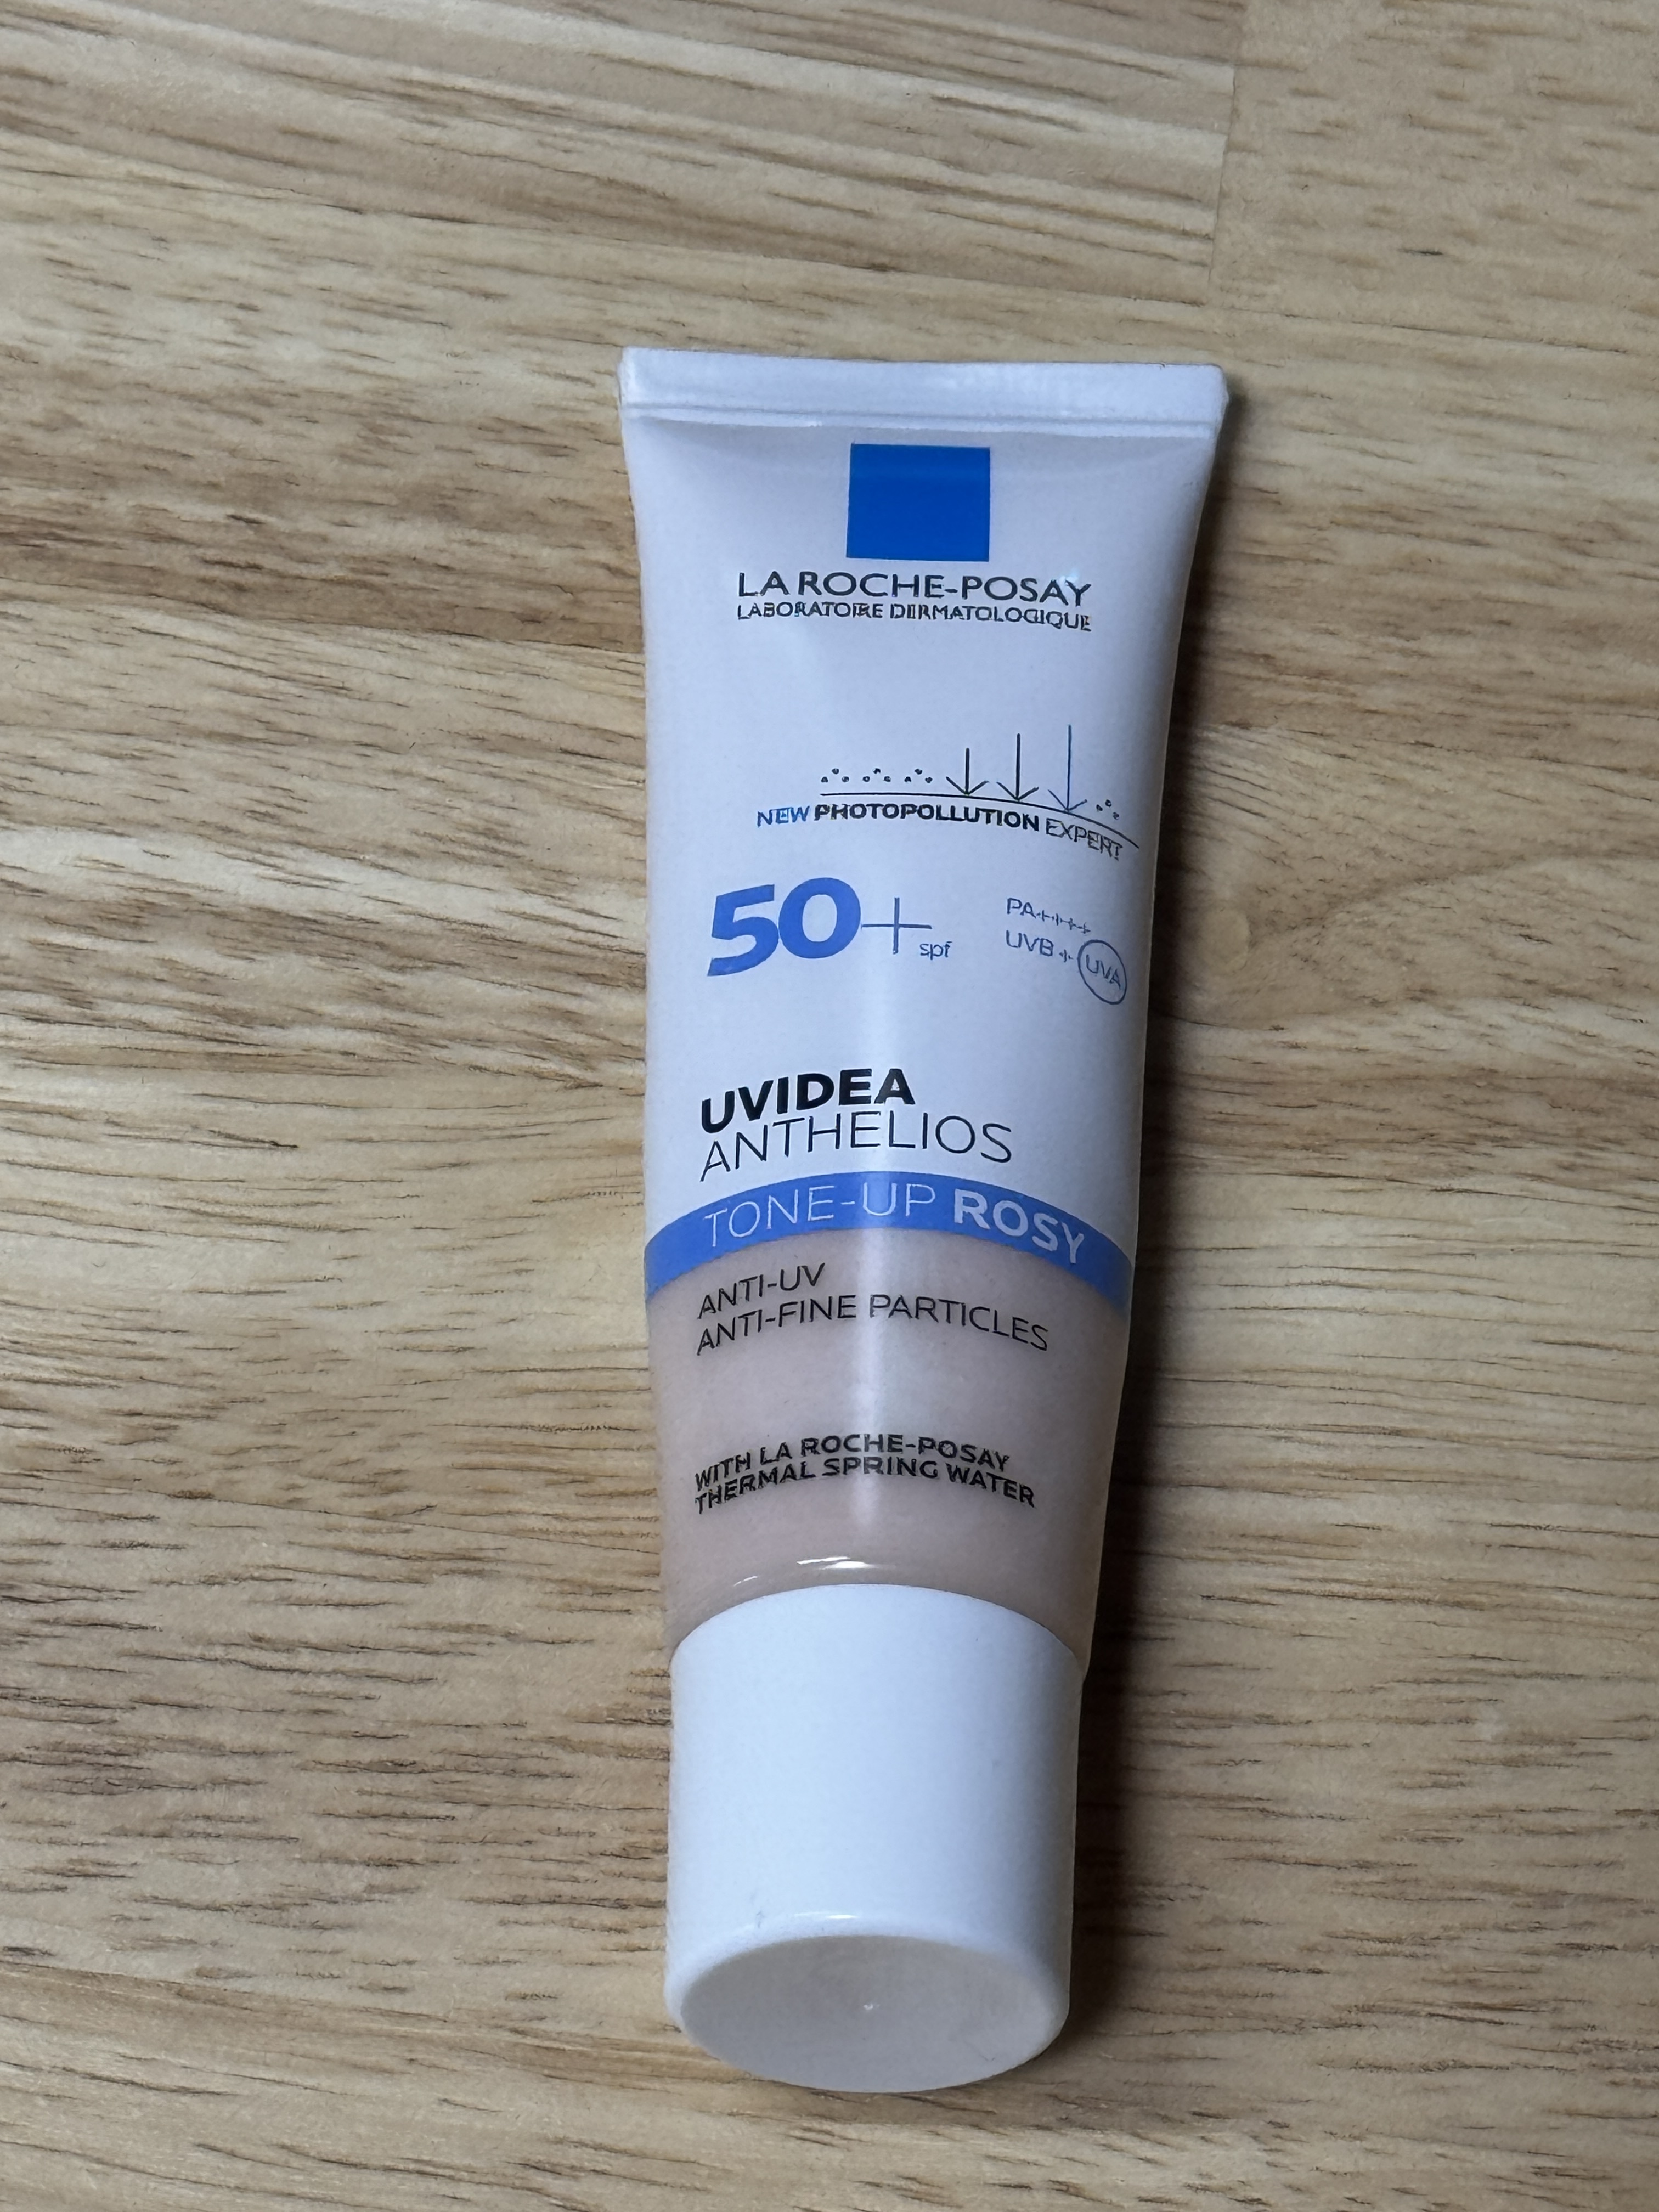 LA ROCHE-POSAY
LABORATOIRE DERMATOLOGIQUE
NEW PHOTOPOLLUTION EXPERT
50+ spf
PA++++
UVB + UVA
UVIDEA
ANTHELIOS
TONE-UP ROSY
ANTI-UV
ANTI-FINE PARTICLES
WITH LA ROCHE-POSAY
THERMAL SPRING WATER